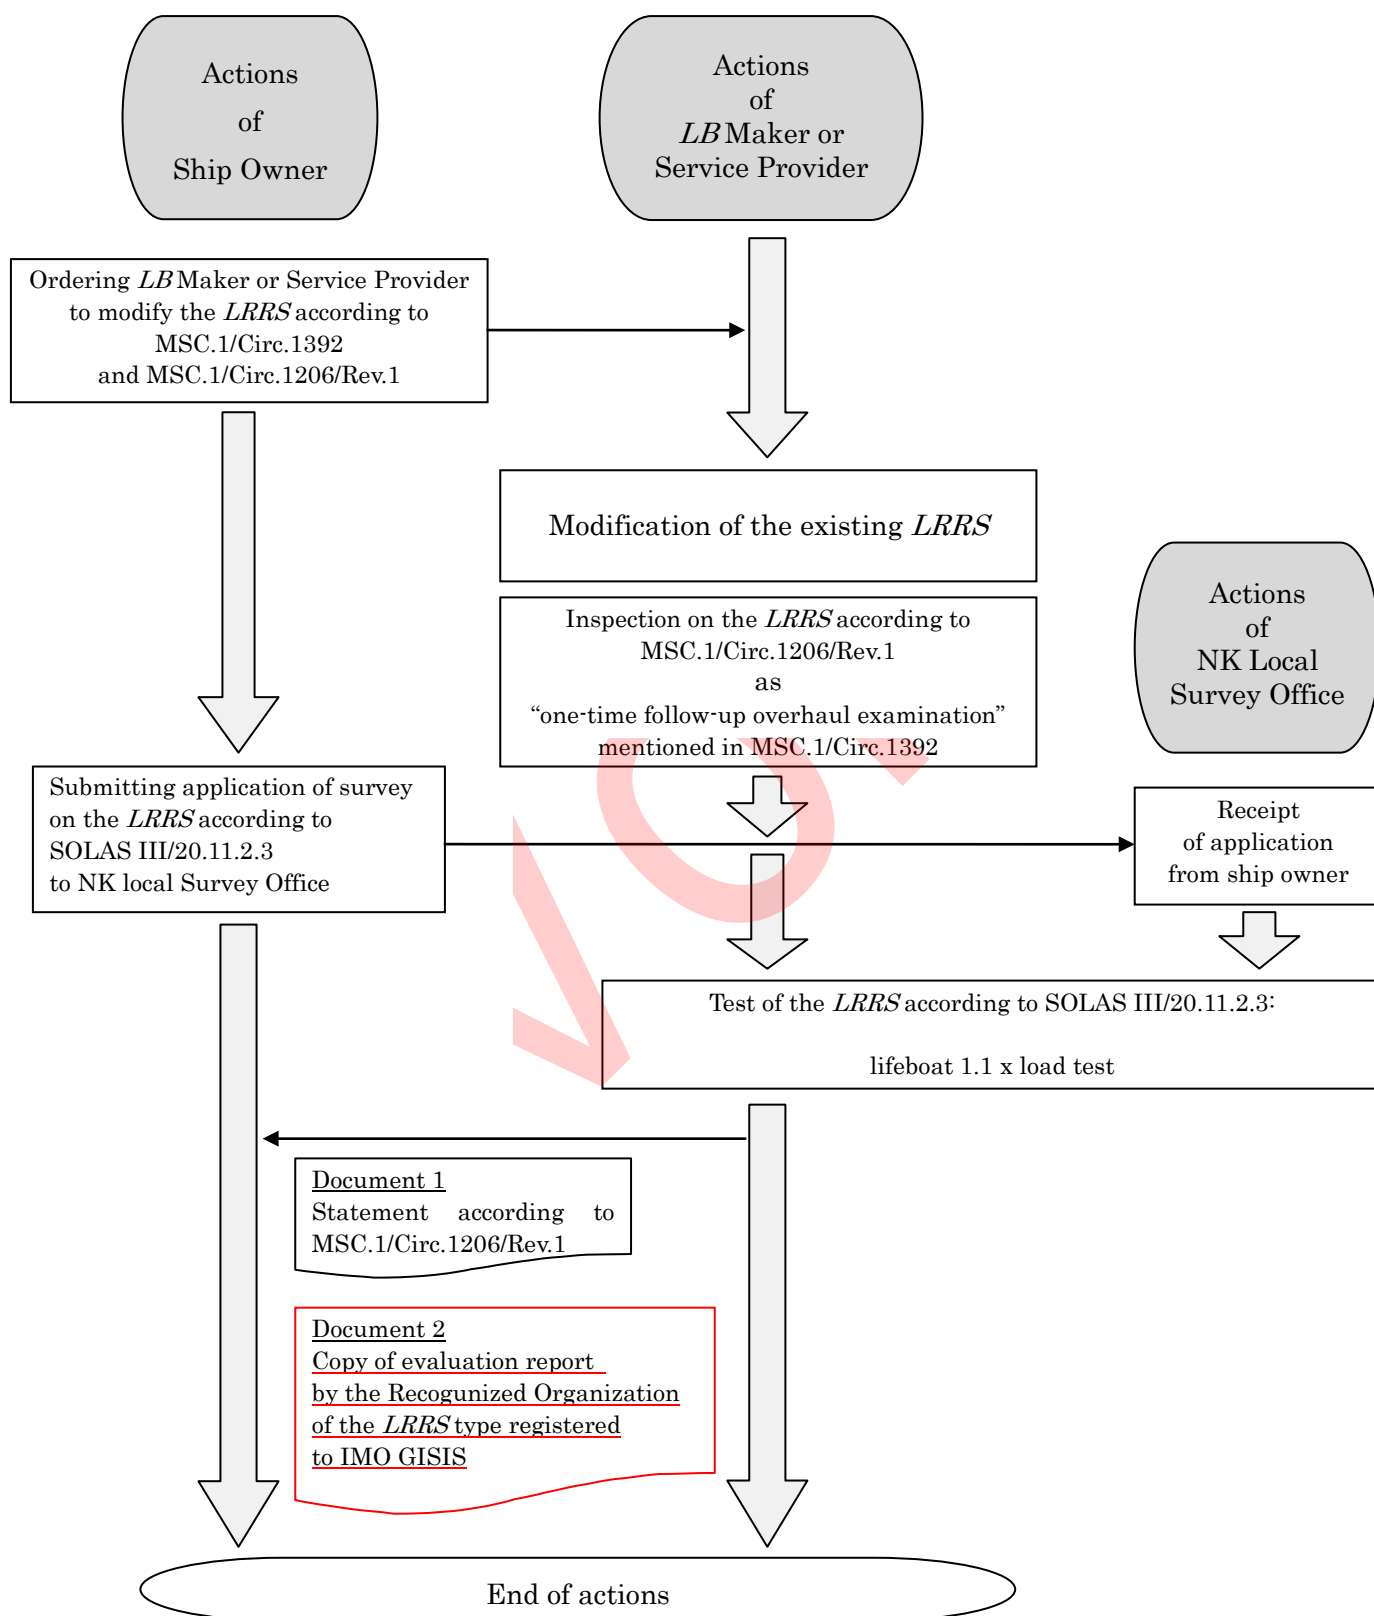 Actions
of
Ship Owner
Actions
of
LB Maker or
Service Provider
Ordering LB Maker or Service Provider
to modify the LRRS according to
MSC.1/Circ.1392
and MSC.1/Circ.1206/Rev.1
Modification of the existing LRRS
Inspection on the LRRS according to
MSC.1/Circ.1206/Rev.1
as
“one-time follow-up overhaul examination”
mentioned in MSC.1/Circ.1392
Actions
of
NK Local
Survey Office
Submitting application of survey
on the LRRS according to
SOLAS III/20.11.2.3
to NK local Survey Office
Receipt
of application
from ship owner
Test of the LRRS according to SOLAS III/20.11.2.3:
lifeboat 1.1 x load test
Document 1
Statement according to
MSC.1/Circ.1206/Rev.1
Document 2
Copy of evaluation report
by the Recogunized Organization
of the LRRS type registered
to IMO GISIS
End of actions